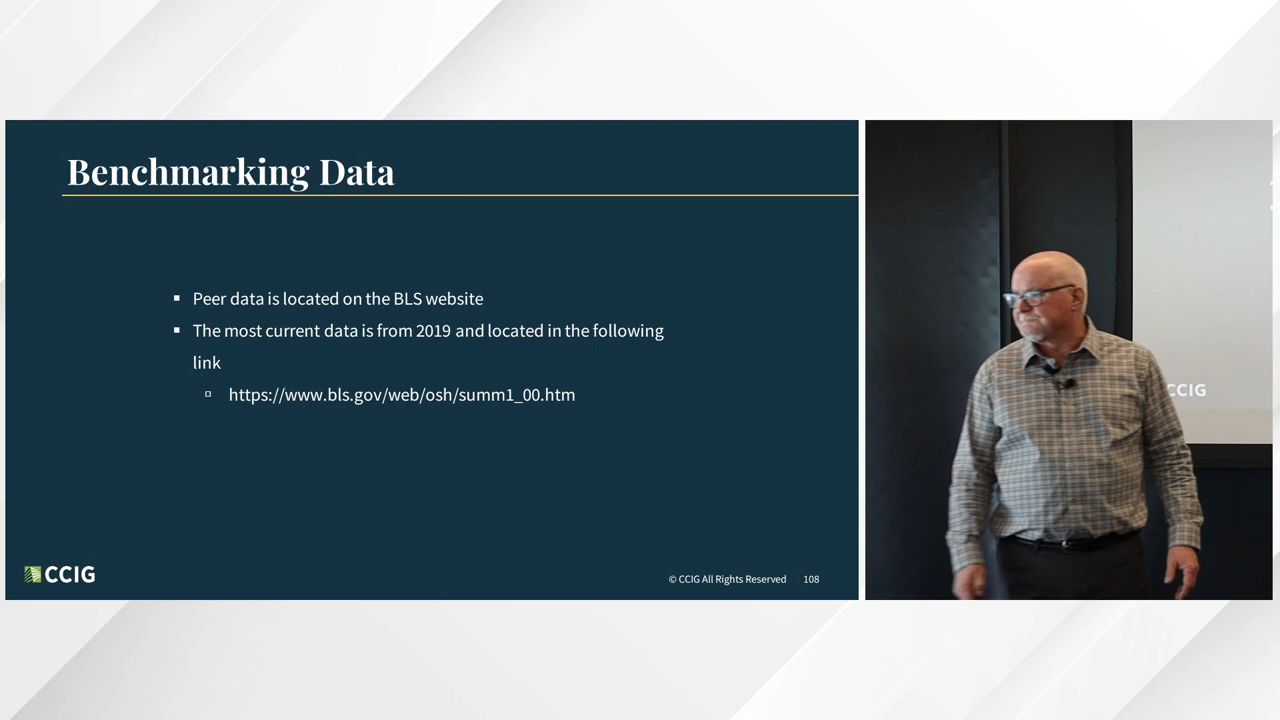 Benchmarking Data
▪ Peer data is located on the BLS website
▪ The most current data is from 2019 and located in the following
link
▫ https://www.bls.gov/web/osh/summ1_00.htm
CCIG
© CCIG All Rights Reserved 108
CCIG